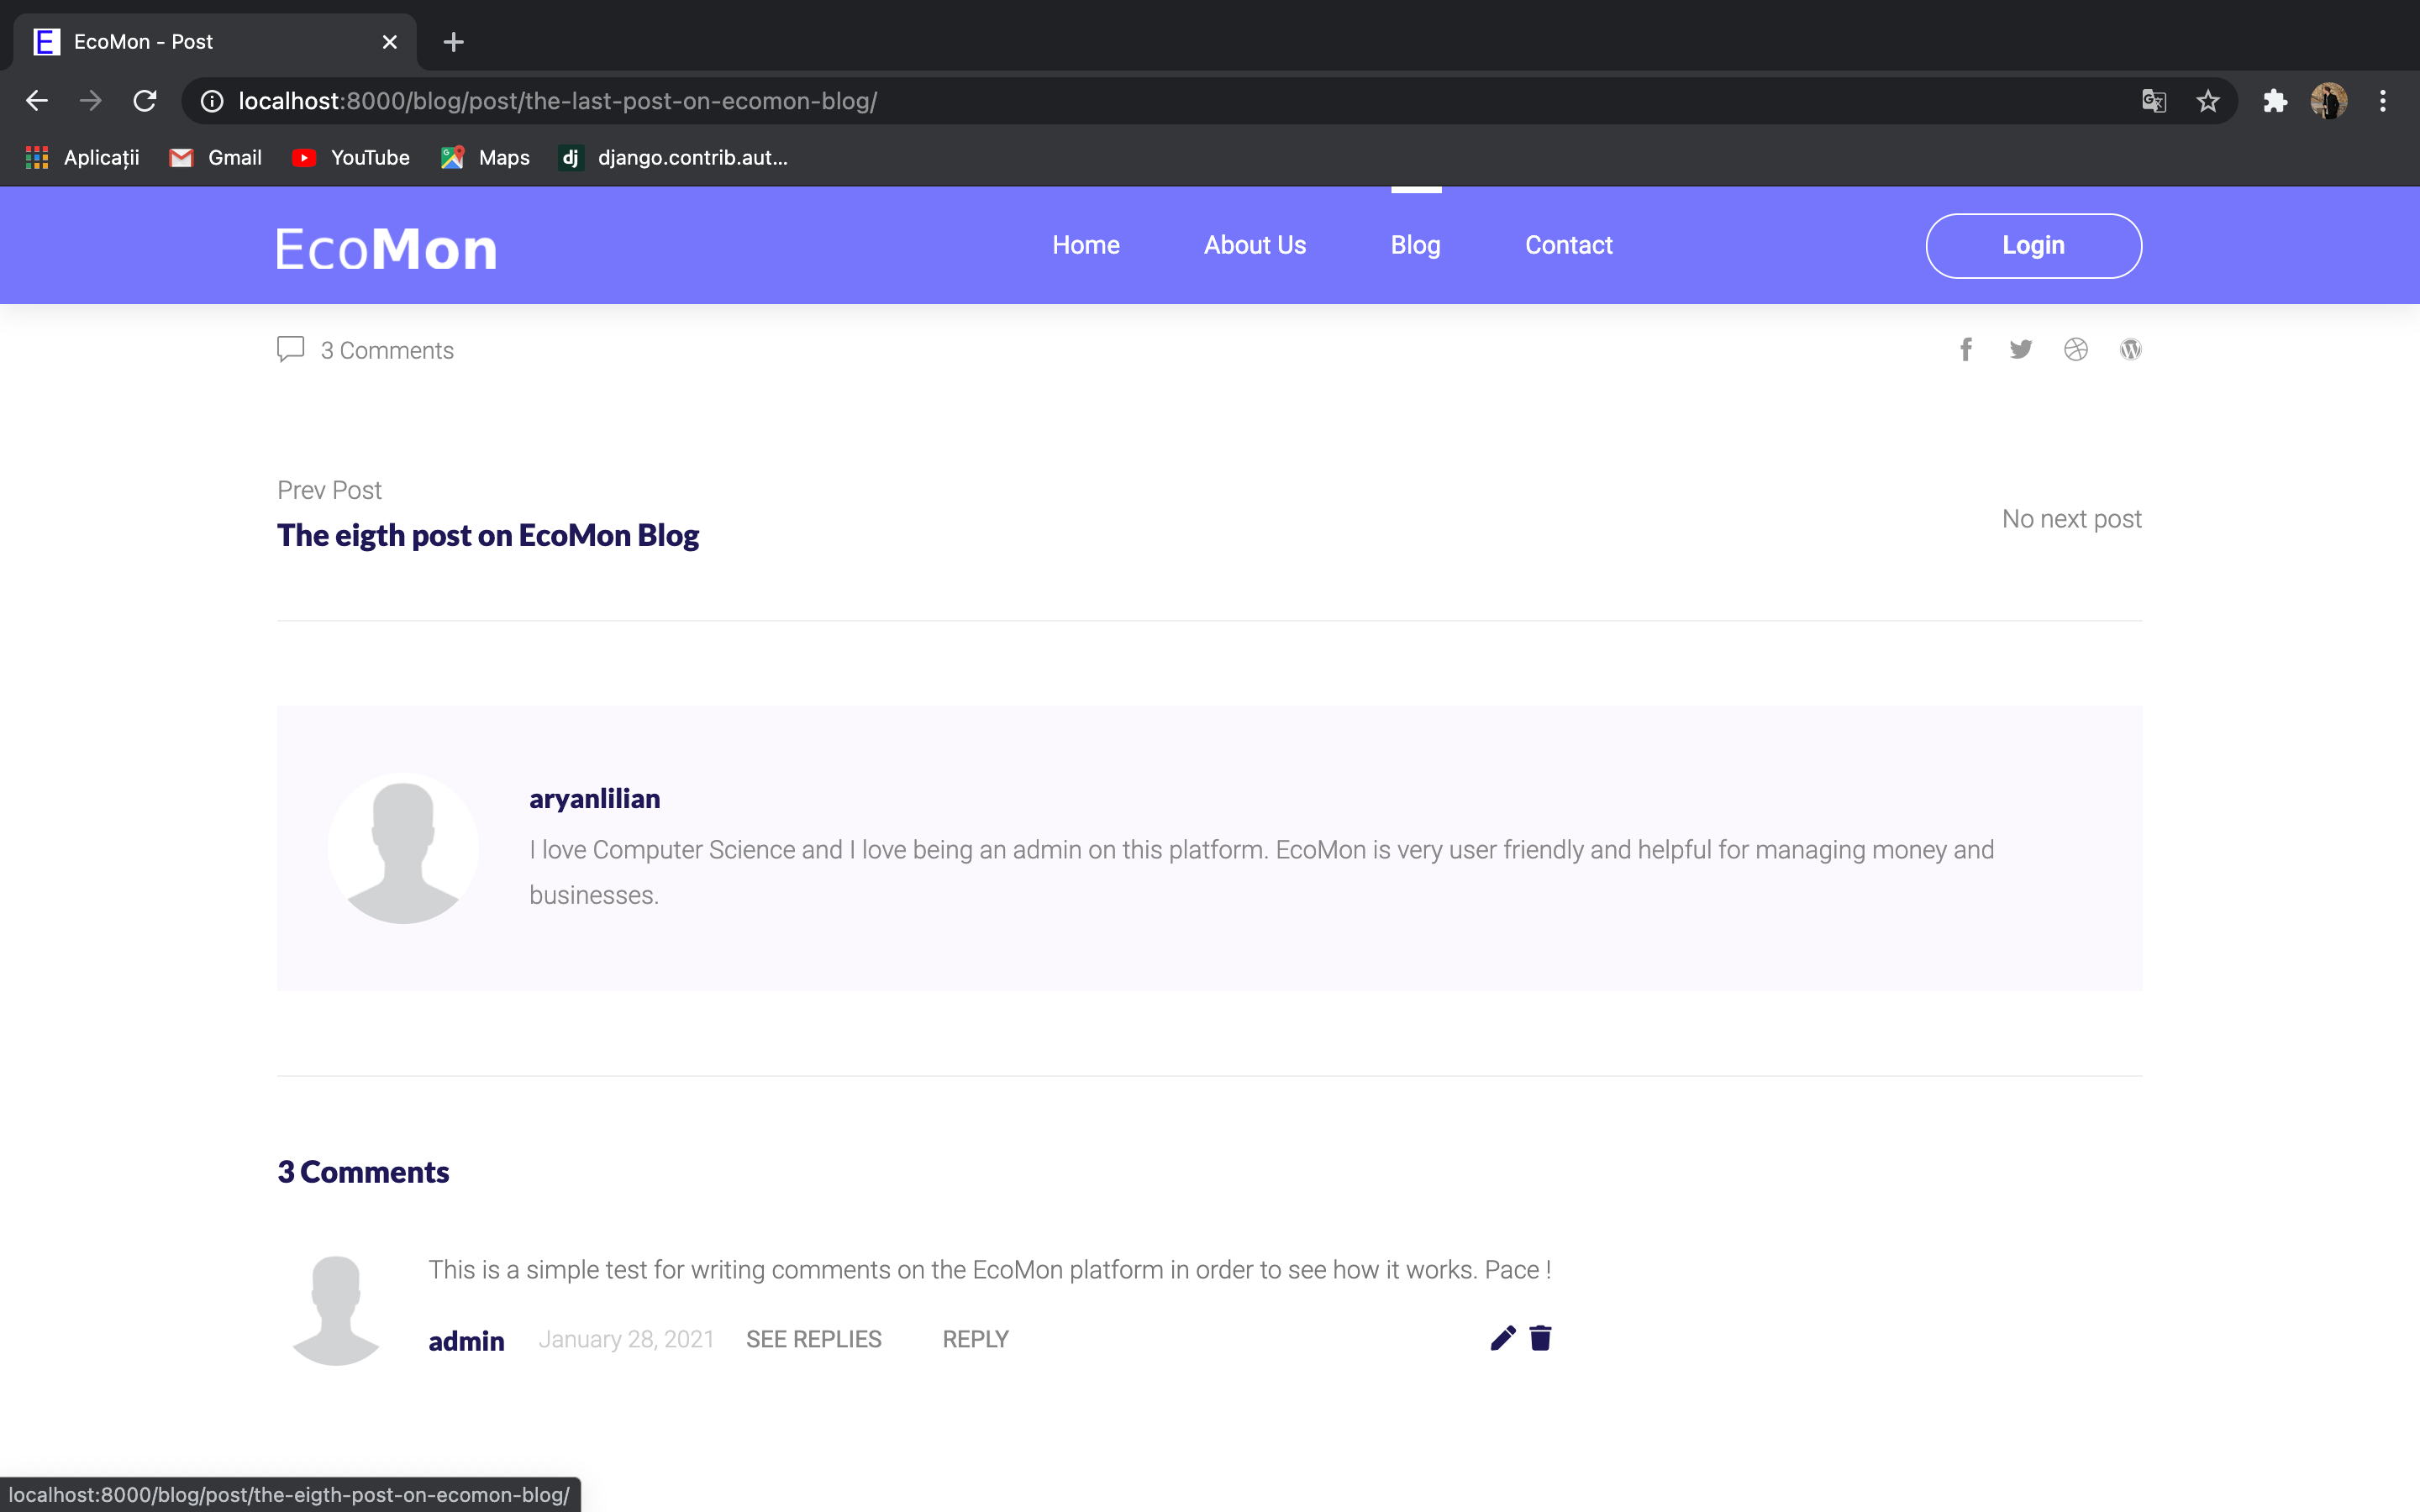 E EcoMon - Post
localhost:8000/blog/post/the-last-post-on-ecomon-blog/
Aplicații Gmail YouTube Maps dj django.contrib.aut...
EcoMon Home About Us Blog Contact Login
3 Comments
Prev Post
The eigth post on EcoMon Blog
No next post
aryanlilian
I love Computer Science and I love being an admin on this platform. EcoMon is very user friendly and helpful for managing money and
businesses.
3 Comments
This is a simple test for writing comments on the EcoMon platform in order to see how it works. Pace !
admin January 28, 2021 SEE REPLIES REPLY
localhost:8000/blog/post/the-eigth-post-on-ecomon-blog/